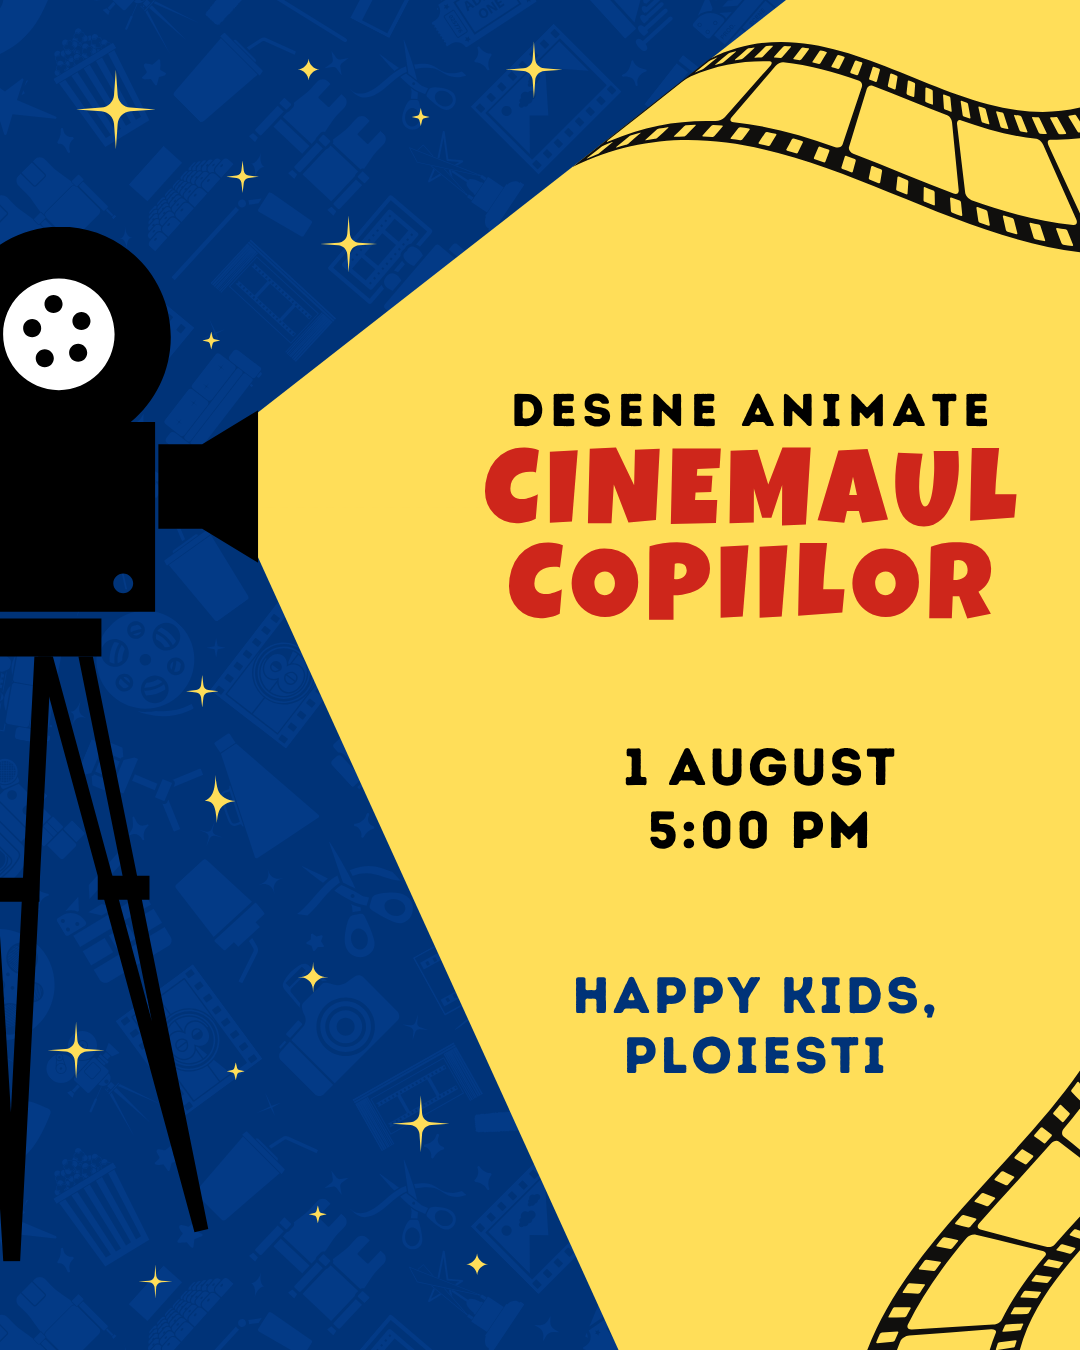 DESENE ANIMATE
CINEMAUL
COPIILOR
1 AUGUST
5:00 PM
HAPPY KIDS,
PLOIESTI